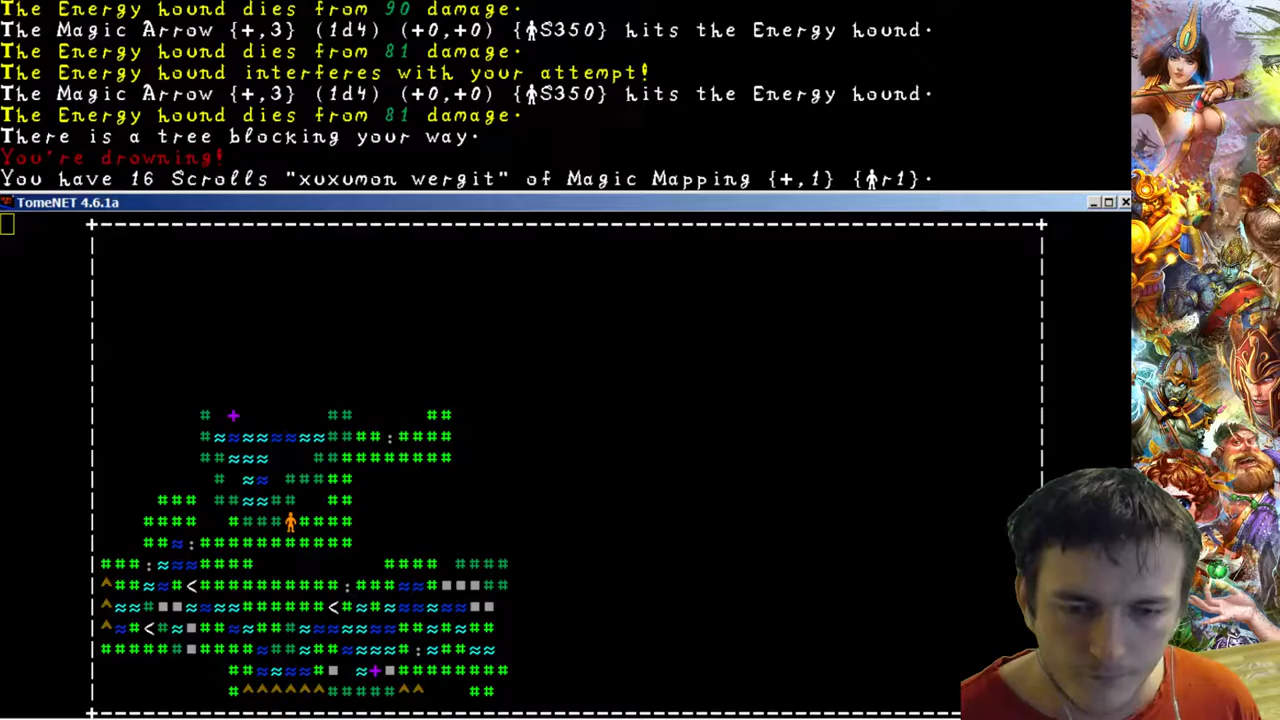 The Energy hound dies from 90 damage.
The Magic Arrow {+,3} (1d4) (+0,+0) {S350} hits the Energy hound.
The Energy hound dies from 81 damage.
The Energy hound interferes with your attempt!
The Magic Arrow {+,3} (1d4) (+0,+0) {S350} hits the Energy hound.
The Energy hound dies from 81 damage.
There is a tree blocking your way.
You're drowning!
You have 16 Scrolls "xuxumon wergit" of Magic Mapping {+,1} {r1}.
TomeNET 4.6.1a